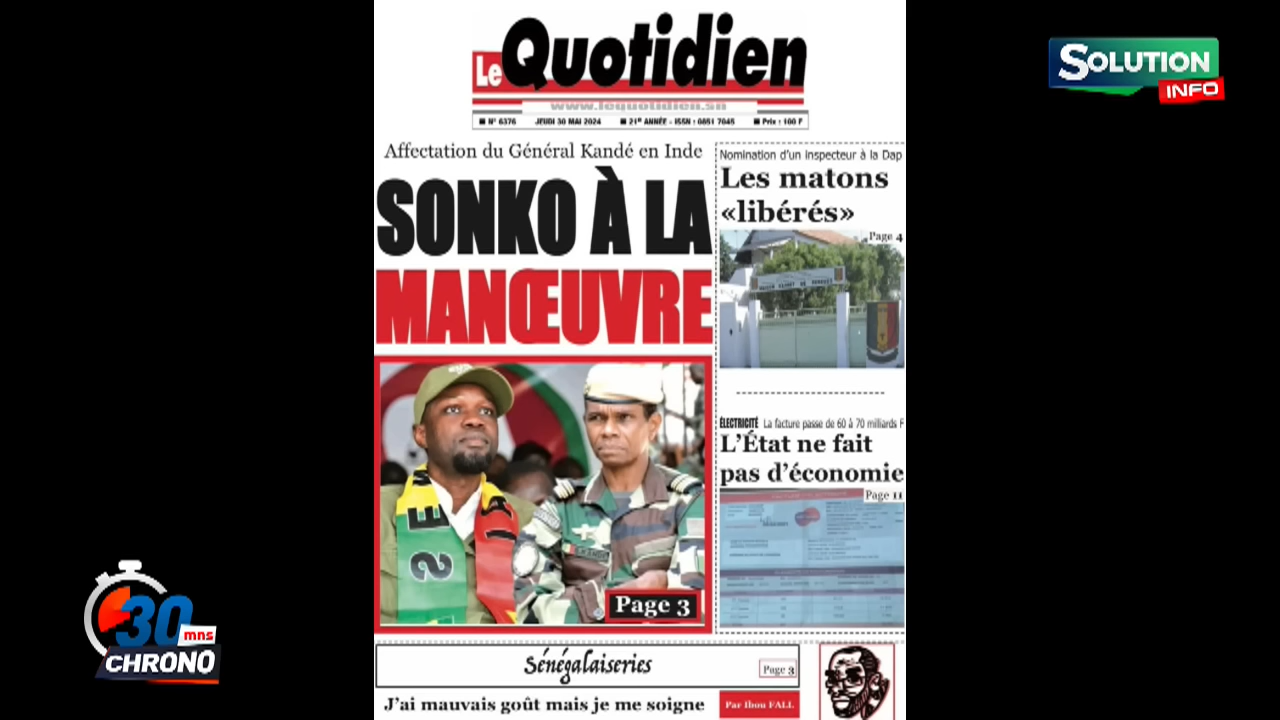 Le Quotidien
www.lequotidien.sn
N° 6376 JEUDI 30 MAI 2024 21e ANNÉE - ISSN : 0851 7045 Prix : 100 F
Affectation du Général Kandé en Inde
SONKO À LA
MANŒUVRE
Page 3
Nomination d'un inspecteur à la Dap
Les matons
«libérés»
Page 4
ÉLECTRICITÉ La facture passe de 60 à 70 milliards F
L'État ne fait
pas d'économie
Page 11
Sénégalaiseries
Page 3
J'ai mauvais goût mais je me soigne
Par Ibou FALL
SOLUTION
INFO
30
mns
CHRONO